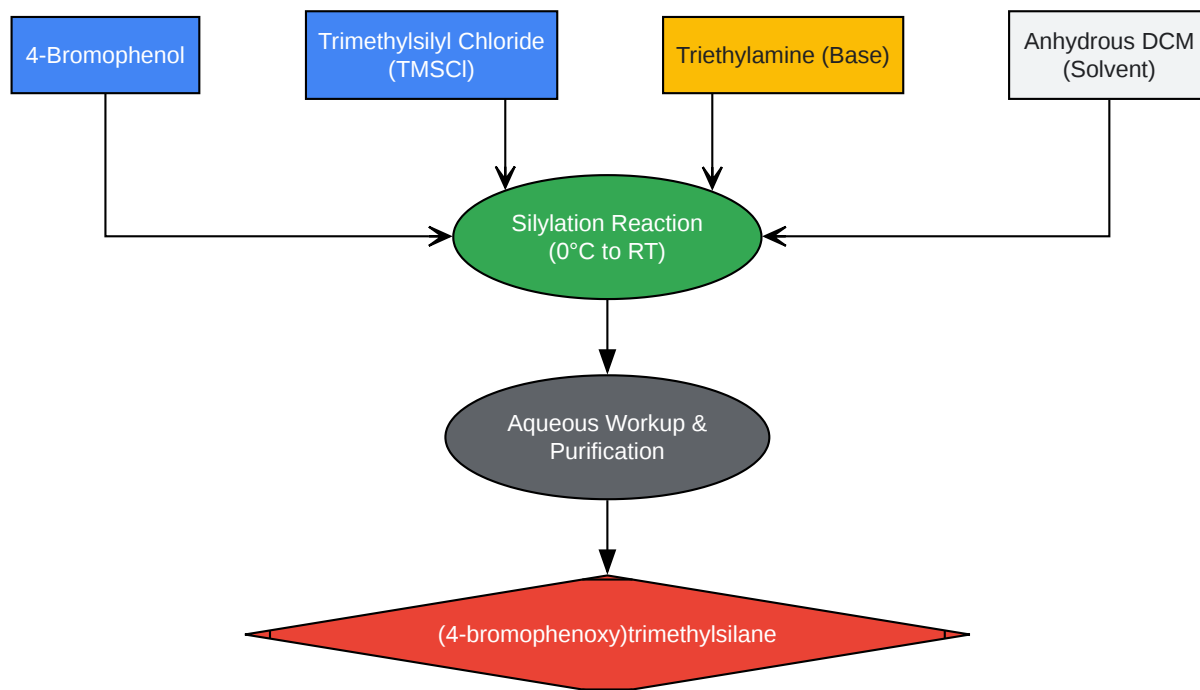 4-Bromophenol
Trimethylsilyl Chloride
(TMSCl)
Triethylamine (Base)
Anhydrous DCM
(Solvent)
Silylation Reaction
(0°C to RT)
Aqueous Workup &
Purification
(4-bromophenoxy)trimethylsilane